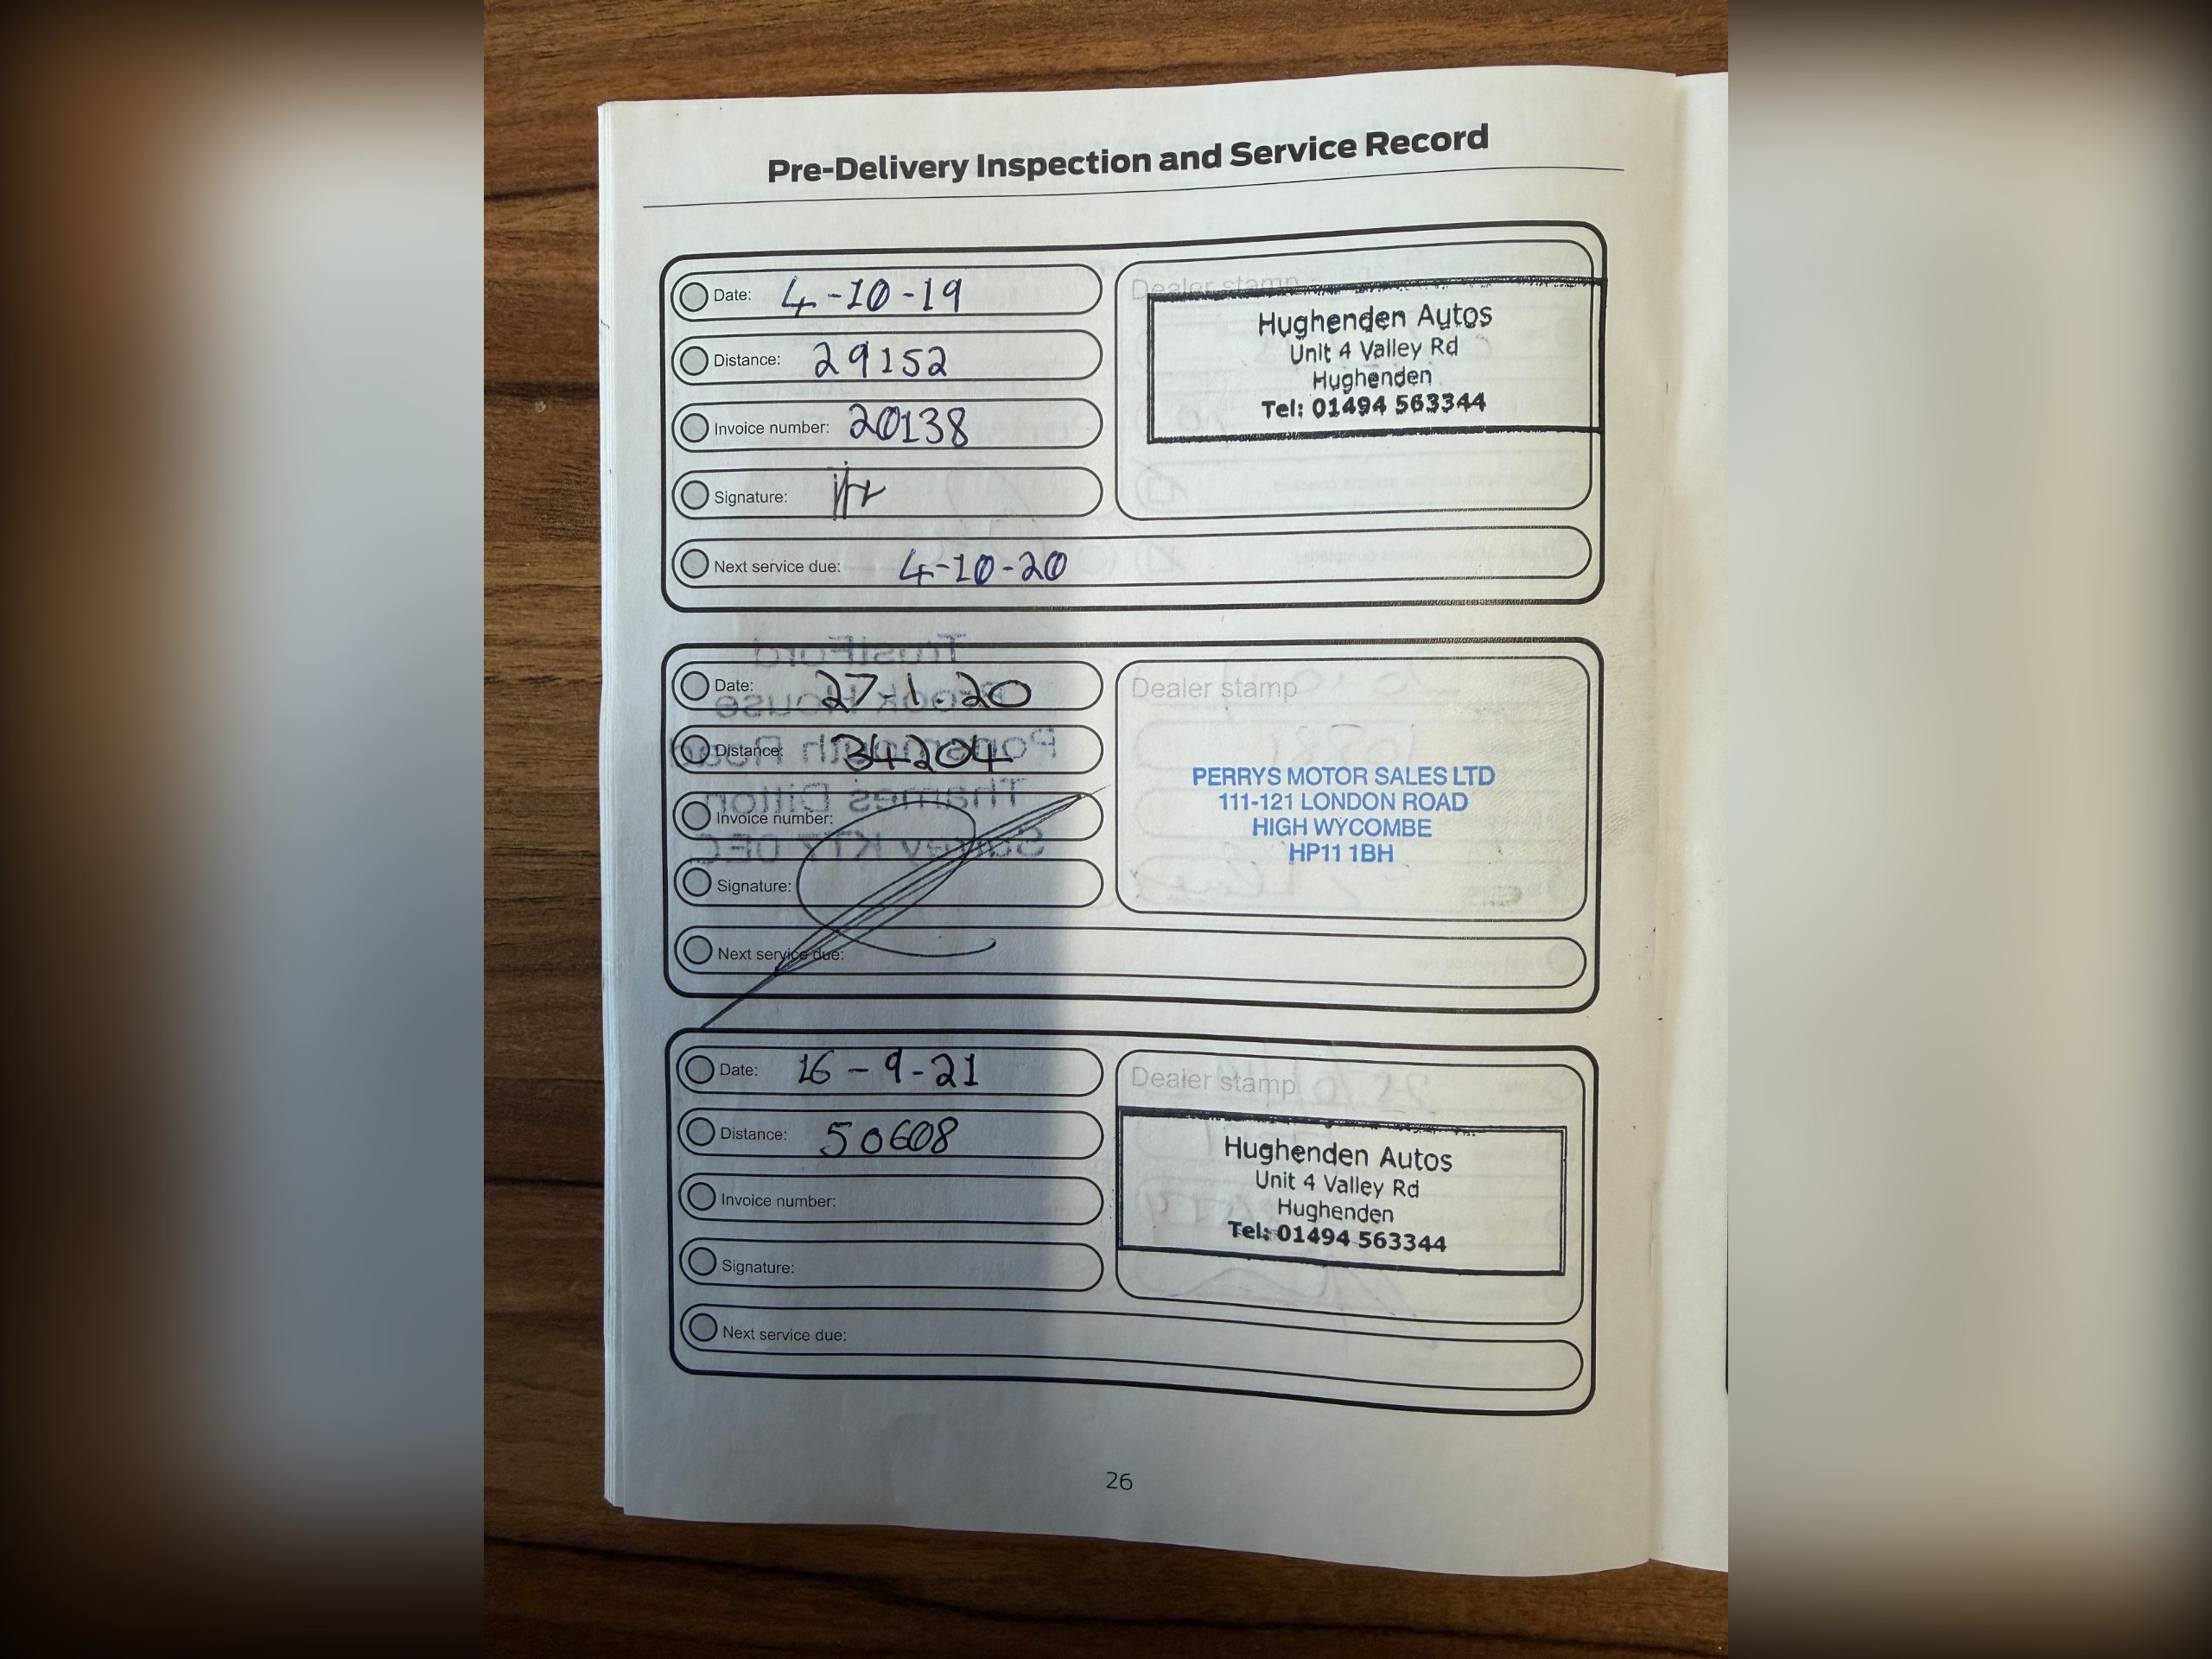 Pre-Delivery Inspection and Service Record
Date: 4-10-19
Distance: 29152
Invoice number: 20138
Signature:
Next service due: 4-10-20
Dealer stamp
Hughenden Autos
Unit 4 Valley Rd
Hughenden
Tel: 01494 563344
Date: 27.1.20
Distance: 34204
Invoice number:
Signature:
Next service due:
Dealer stamp
PERRYS MOTOR SALES LTD
111-121 LONDON ROAD
HIGH WYCOMBE
HP11 1BH
Date: 16-9-21
Distance: 50608
Invoice number:
Signature:
Next service due:
Dealer stamp
Hughenden Autos
Unit 4 Valley Rd
Hughenden
Tel: 01494 563344
26